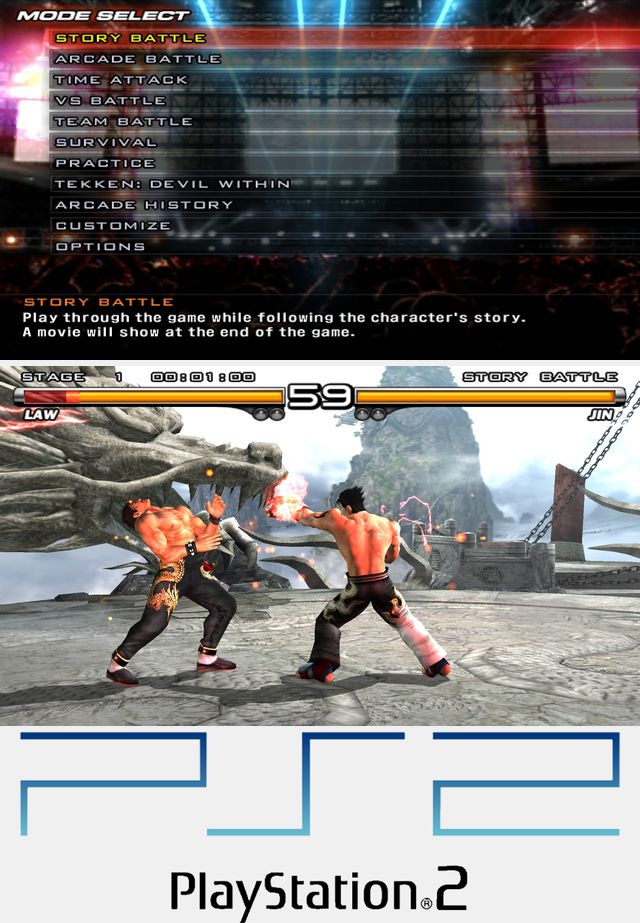 MODE SELECT
STORY BATTLE
ARCADE BATTLE
TIME ATTACK
VS BATTLE
TEAM BATTLE
SURVIVAL
PRACTICE
TEKKEN: DEVIL WITHIN
ARCADE HISTORY
CUSTOMIZE
OPTIONS
STORY BATTLE
Play through the game while following the character's story.
A movie will show at the end of the game.
STAGE 1 00:01:00 59 STORY BATTLE
LAW JIN
PS2
PlayStation®2